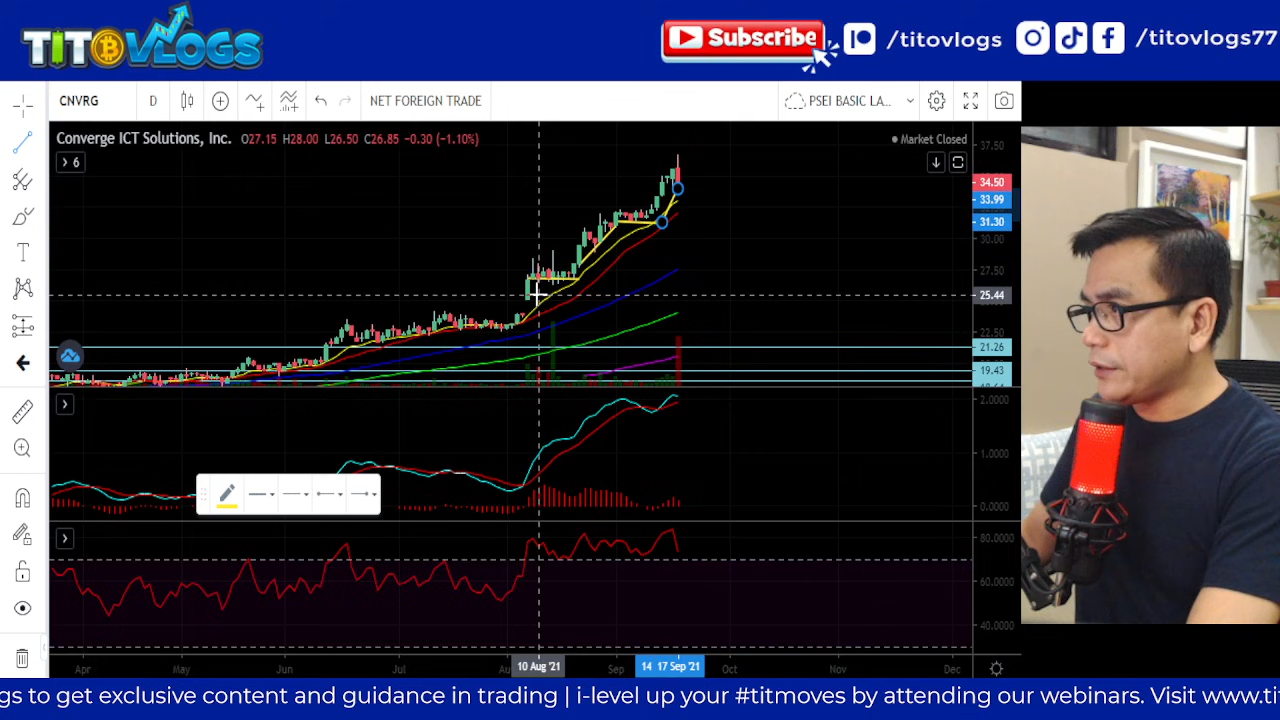 TITOVLOGS
Subscribe
/titovlogs
/titovlogs77
CNVRG
D
NET FOREIGN TRADE
PSEI BASIC LA...
Converge ICT Solutions, Inc. O27.15 H28.00 L26.50 C26.85 −0.30 (−1.10%)
Market Closed
6
37.50
34.50
33.99
31.30
30.00
27.50
25.44
22.50
21.26
19.43
2.0000
1.0000
0.0000
80.0000
60.0000
40.0000
Apr May Jun Jul Au 10 Aug '21 Sep 14 17 Sep '21 Oct Nov Dec
gs to get exclusive content and guidance in trading | i-level up your #titmoves by attending our webinars. Visit www.ti